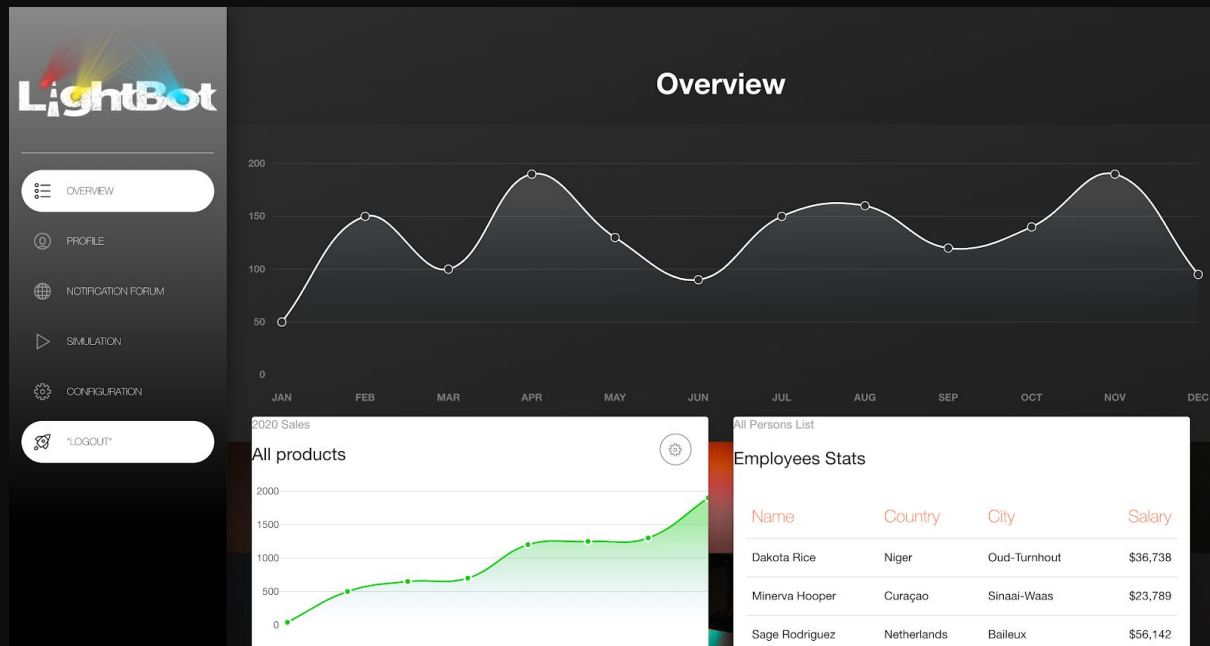 LightBot
OVERVIEW
PROFILE
NOTIFICATION FORUM
SIMULATION
CONFIGURATION
"LOGOUT"
Overview
200
150
100
50
0
JAN FEB MAR APR MAY JUN JUL AUG SEP OCT NOV DEC
2020 Sales
All products
2000
1500
1000
500
0
All Persons List
Employees Stats
Name Country City Salary
Dakota Rice Niger Oud-Turnhout $36,738
Minerva Hooper Curaçao Sinaai-Waas $23,789
Sage Rodriguez Netherlands Baileux $56,142